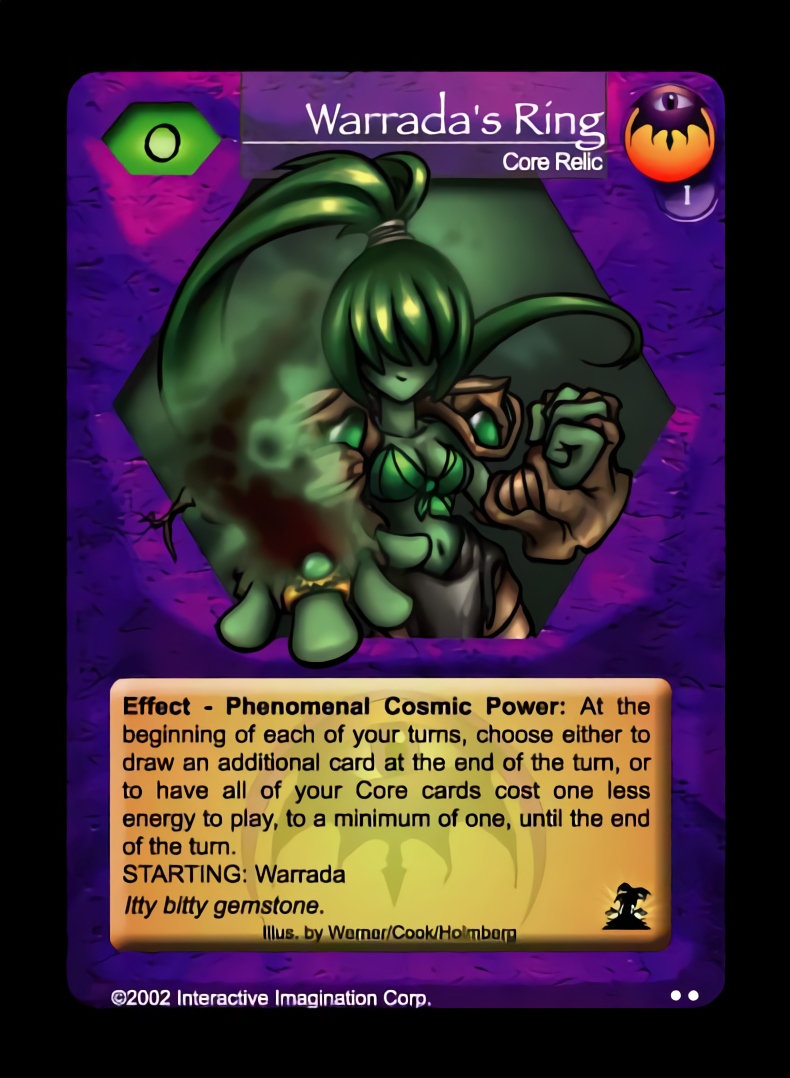 0
Warrada's Ring
Core Relic
I
Effect - Phenomenal Cosmic Power: At the
beginning of each of your turns, choose either to
draw an additional card at the end of the turn, or
to have all of your Core cards cost one less
energy to play, to a minimum of one, until the end
of the turn.
STARTING: Warrada
Itty bitty gemstone.
Illus. by Werner/Cook/Holmberg
©2002 Interactive Imagination Corp.